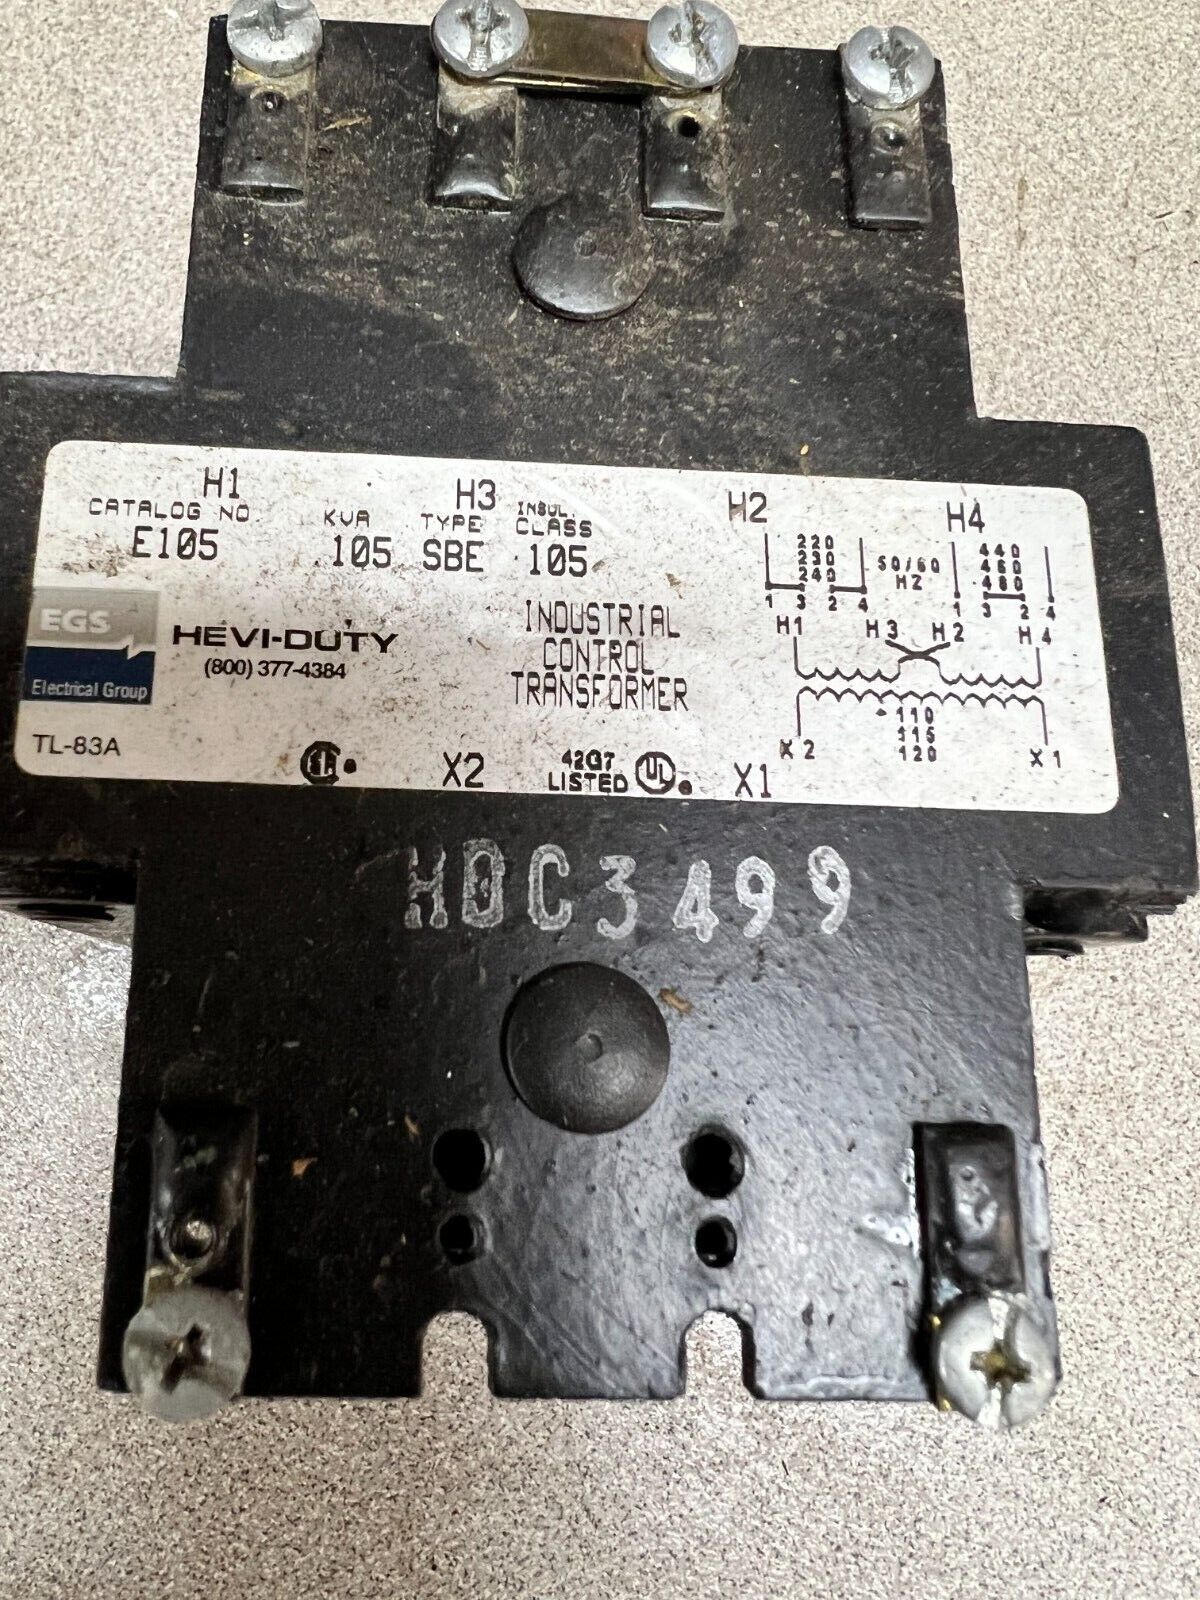 H1 H3 H2 H4
CATALOG NO KVA TYPE INSUL. CLASS
E105 .105 SBE 105
220 230 240
50/60 HZ
440 460 480
1 3 2 4
1 3 2 4
H1 H3 H2 H4
110 115 120
X2 X1
INDUSTRIAL
CONTROL
TRANSFORMER
EGS
Electrical Group
HEVI-DUTY
(800) 377-4384
TL-83A
X2
42G7
LISTED
UL
X1
H0C3499